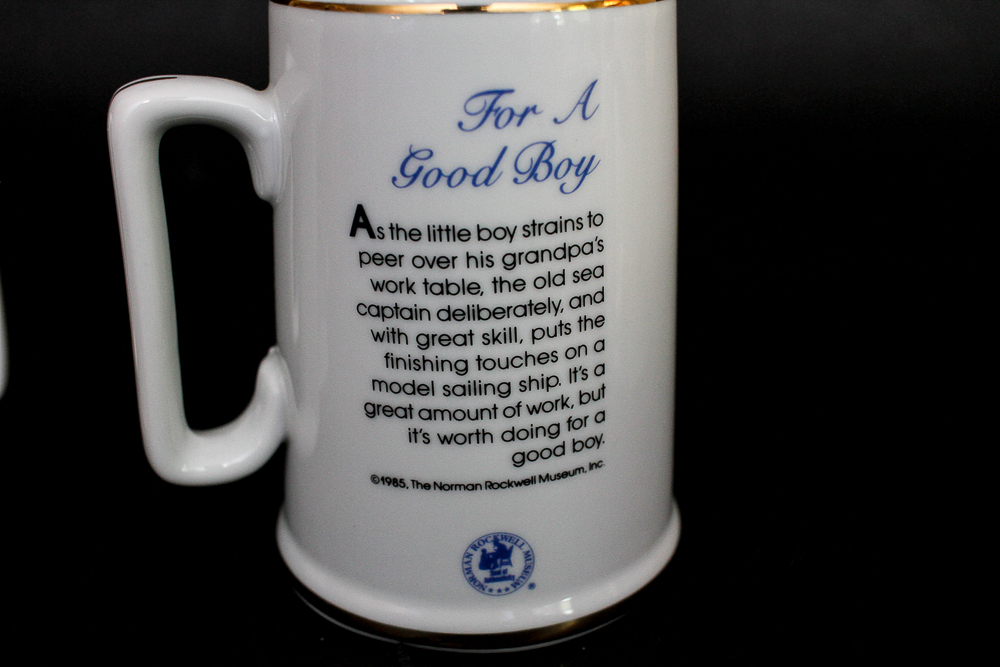 For A
Good Boy
As the little boy strains to
peer over his grandpa's
work table, the old sea
captain deliberately, and
with great skill, puts the
finishing touches on a
model sailing ship. It's a
great amount of work, but
it's worth doing for a
good boy.
©1985, The Norman Rockwell Museum, Inc.
NORMAN ROCKWELL MUSEUM